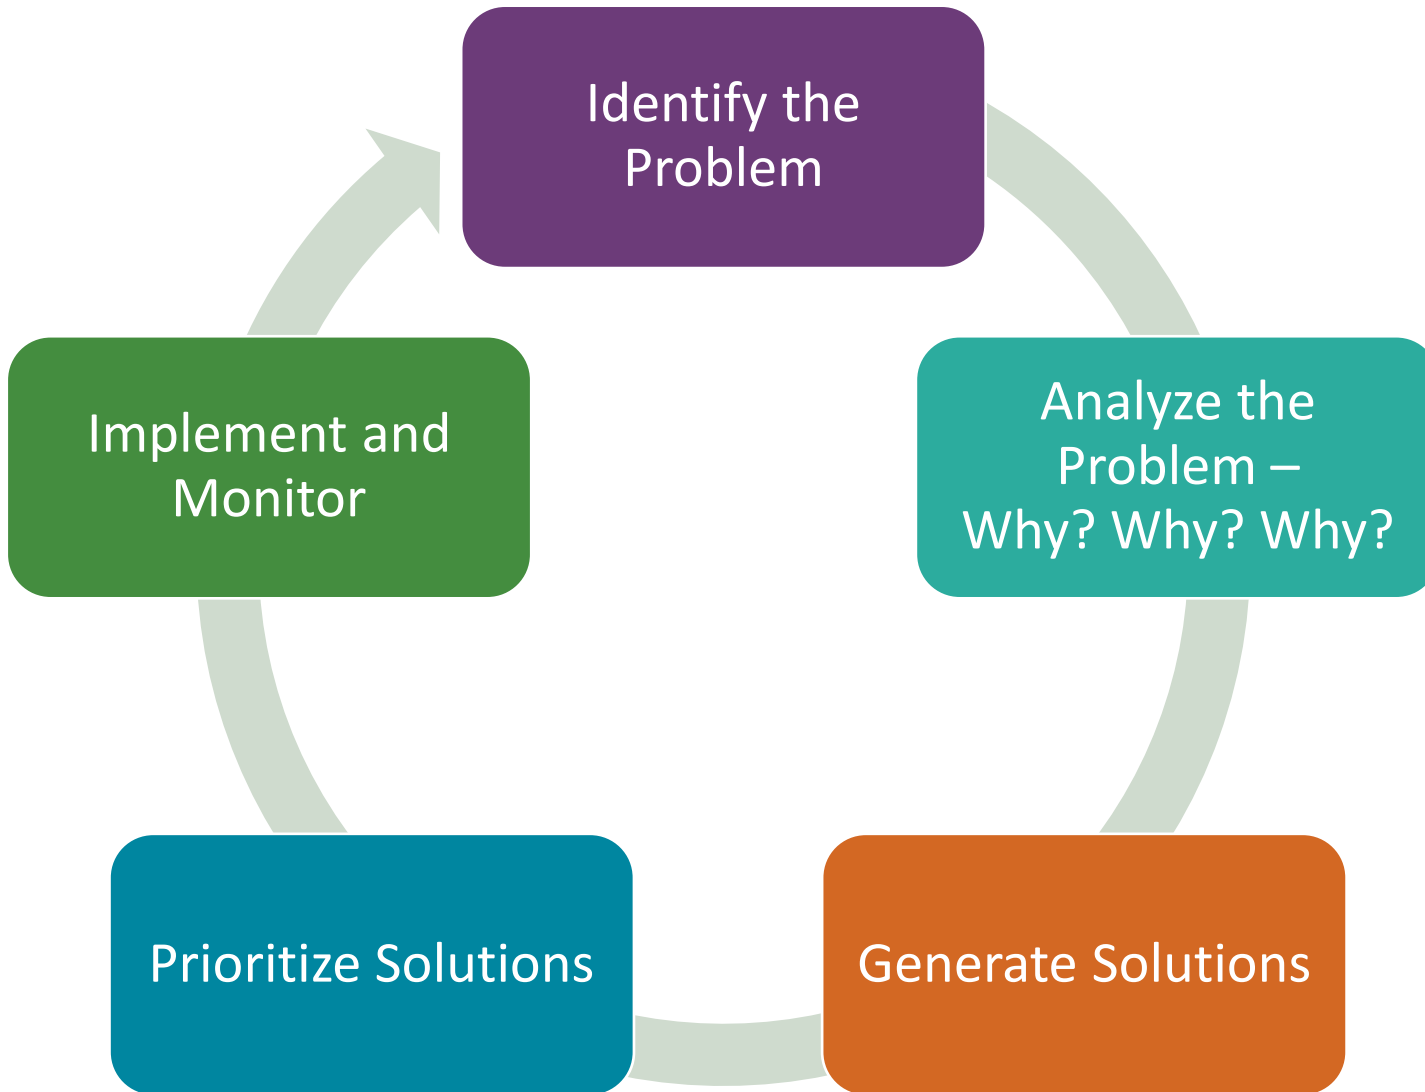 Identify the
Problem
Analyze the
Problem –
Why? Why? Why?
Generate Solutions
Prioritize Solutions
Implement and
Monitor